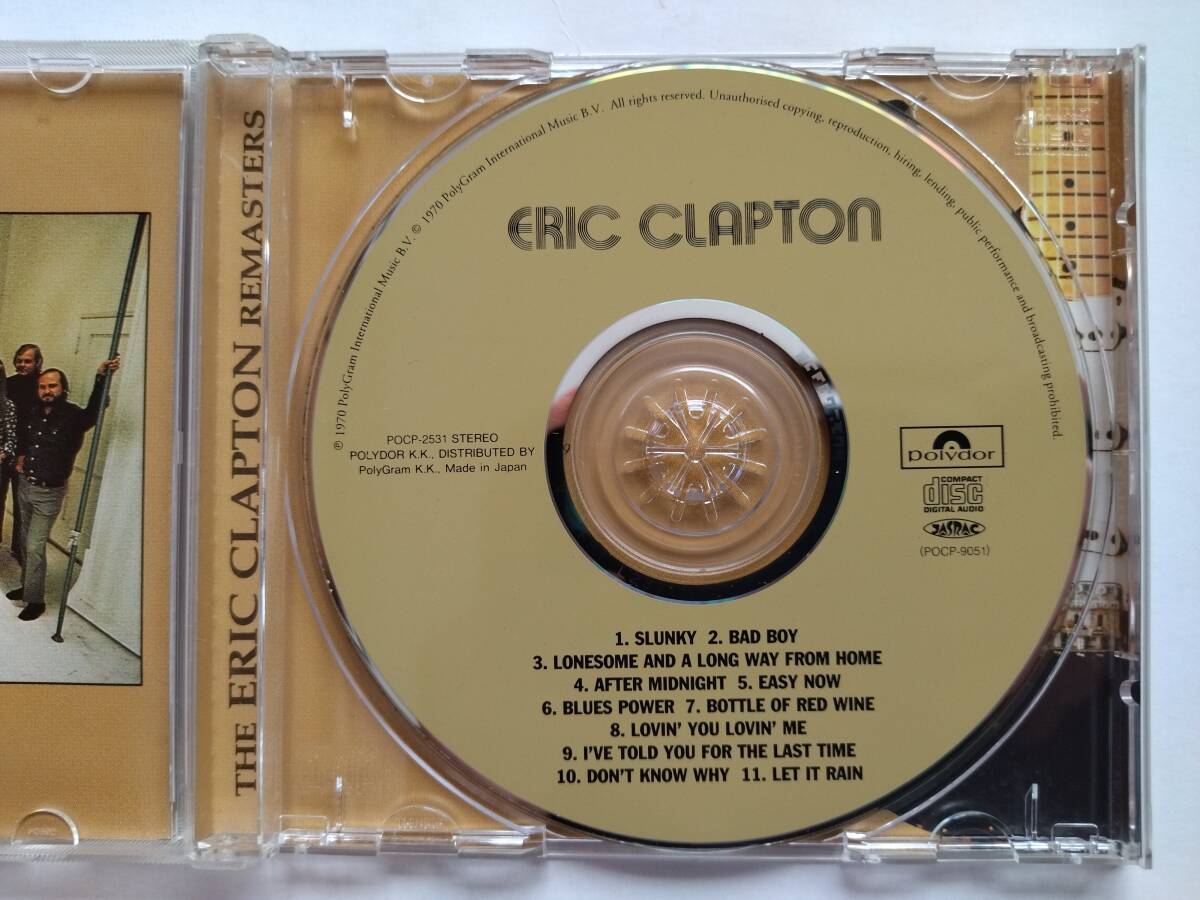 THE ERIC CLAPTON REMASTERS
℗ 1970 PolyGram International Music B.V. © 1970 PolyGram International Music B.V. All rights reserved. Unauthorised copying, reproduction, hiring, lending, public performance and broadcasting prohibited.
ERIC CLAPTON
POCP-2531 STEREO
POLYDOR K.K., DISTRIBUTED BY
PolyGram K.K., Made in Japan
polydor
COMPACT
disc
DIGITAL AUDIO
JASRAC
(POCP-9051)
1. SLUNKY 2. BAD BOY
3. LONESOME AND A LONG WAY FROM HOME
4. AFTER MIDNIGHT 5. EASY NOW
6. BLUES POWER 7. BOTTLE OF RED WINE
8. LOVIN' YOU LOVIN' ME
9. I'VE TOLD YOU FOR THE LAST TIME
10. DON'T KNOW WHY 11. LET IT RAIN